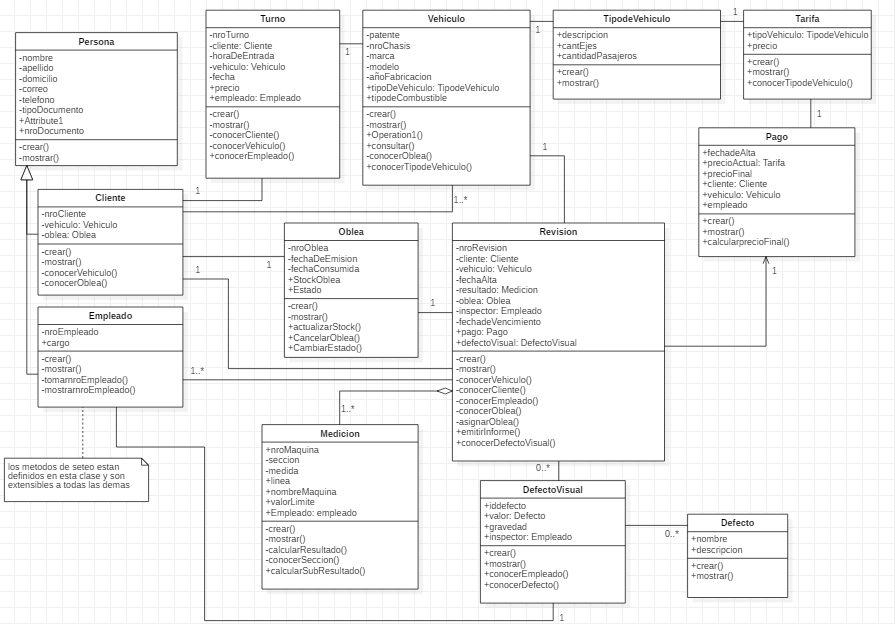 Persona
-nombre
-apellido
-domicilio
-correo
-telefono
-tipoDocumento
+Attribute1
+nroDocumento
-crear()
-mostrar()
Turno
-nroTurno
-cliente: Cliente
-horaDeEntrada
-vehiculo: Vehiculo
-fecha
+precio
+empleado: Empleado
-crear()
-mostrar()
-conocerCliente()
-conocerVehiculo()
+conocerEmpleado()
1
Vehiculo
-patente
-nroChasis
-marca
-modelo
-añoFabricacion
+tipoDeVehiculo: TipodeVehiculo
+tipodeCombustible
-crear()
-mostrar()
+Operation1()
+consultar()
-conocerOblea()
+conocerTipodeVehiculo()
1
TipodeVehiculo
+descripcion
+cantEjes
+cantidadPasajeros
+crear()
+mostrar()
1
Tarifa
+tipoVehiculo: TipodeVehiculo
+precio
+crear()
+mostrar()
+conocerTipodeVehiculo()
1
Pago
+fechadeAlta
+precioActual: Tarifa
+precioFinal
+cliente: Cliente
+vehiculo: Vehiculo
+empleado
+crear()
+mostrar()
+calcularprecioFinal()
1
1
1..*
Cliente
-nroCliente
-vehiculo: Vehiculo
-oblea: Oblea
-crear()
-mostrar()
-conocerVehiculo()
-conocerOblea()
1
1
1
Oblea
-nroOblea
-fechaDeEmision
-fechaConsumida
+StockOblea
+Estado
-crear()
-mostrar()
+actualizarStock()
+CancelarOblea()
+CambiarEstado()
1
Revision
-nroRevision
-cliente: Cliente
-vehiculo: Vehiculo
-fechaAlta
-resultado: Medicion
-oblea: Oblea
-inspector: Empleado
-fechadeVencimiento
+pago: Pago
+defectoVisual: DefectoVisual
-crear()
-mostrar()
-conocerVehiculo()
-conocerCliente()
-conocerEmpleado()
-conocerOblea()
-asignarOblea()
+emitirInforme()
+conocerDefectoVisual()
Empleado
-nroEmpleado
+cargo
-crear()
-mostrar()
-tomarnroEmpleado()
-mostrarnroEmpleado()
1..*
1..*
los metodos de seteo estan
definidos en esta clase y son
extensibles a todas las demas
Medicion
+nroMaquina
-seccion
-medida
+linea
+nombreMaquina
+valorLimite
+Empleado: empleado
-crear()
-mostrar()
-calcularResultado()
-conocerSeccion()
+calcularSubResultado()
0..*
DefectoVisual
+iddefecto
+valor: Defecto
+gravedad
+inspector: Empleado
+crear()
+mostrar()
+conocerEmpleado()
+conocerDefecto()
0..*
1
Defecto
+nombre
+descripcion
+crear()
+mostrar()